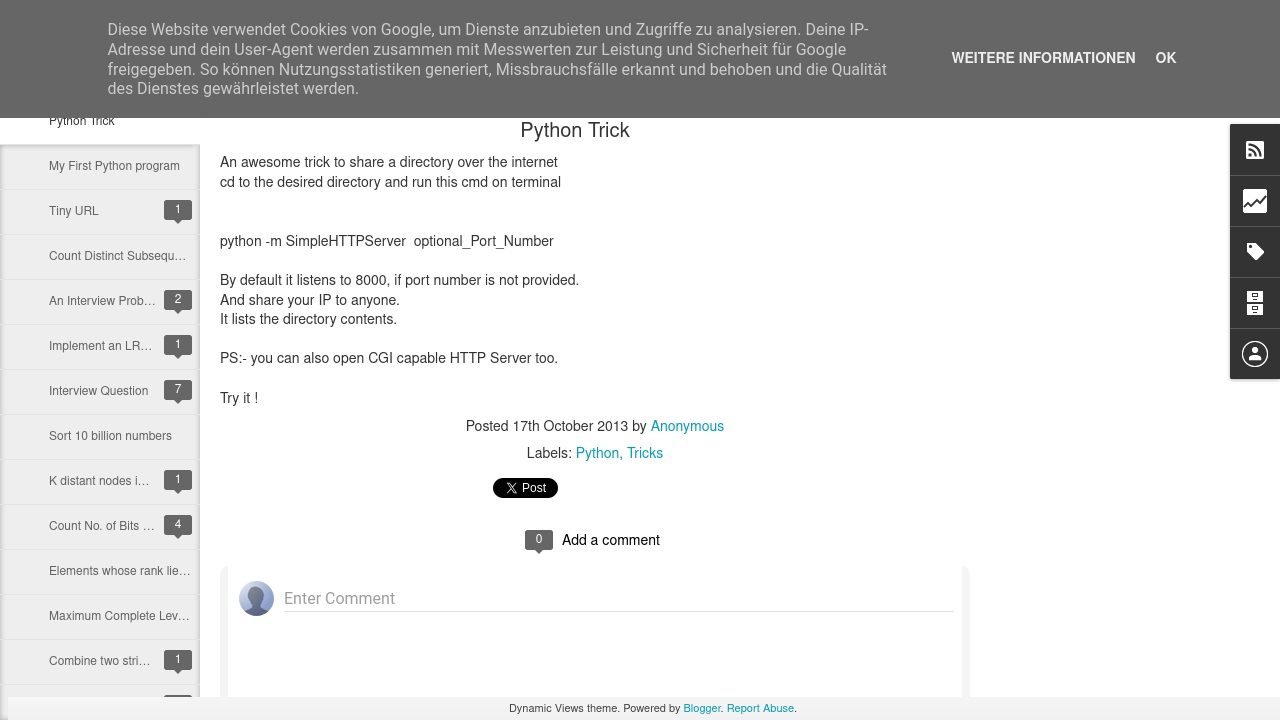 Diese Website verwendet Cookies von Google, um Dienste anzubieten und Zugriffe zu analysieren. Deine IP-
Adresse und dein User-Agent werden zusammen mit Messwerten zur Leistung und Sicherheit für Google
freigegeben. So können Nutzungsstatistiken generiert, Missbrauchsfälle erkannt und behoben und die Qualität
des Dienstes gewährleistet werden.
WEITERE INFORMATIONEN OK
Python Trick
My First Python program
Tiny URL 1
Count Distinct Subsequ…
An Interview Prob… 2
Implement an LR… 1
Interview Question 7
Sort 10 billion numbers
K distant nodes i… 1
Count No. of Bits … 4
Elements whose rank lie…
Maximum Complete Lev…
Combine two stri… 1
Python Trick
An awesome trick to share a directory over the internet
cd to the desired directory and run this cmd on terminal
python -m SimpleHTTPServer  optional_Port_Number
By default it listens to 8000, if port number is not provided.
And share your IP to anyone.
It lists the directory contents.
PS:- you can also open CGI capable HTTP Server too.
Try it !
Posted 17th October 2013 by Anonymous
Labels: Python, Tricks
Post
0 Add a comment
Enter Comment
Dynamic Views theme. Powered by Blogger. Report Abuse.